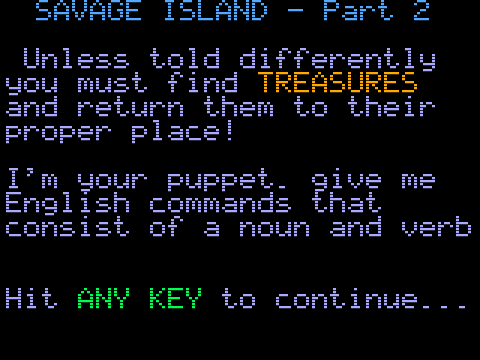 SAVAGE ISLAND - Part 2
Unless told differently
you must find TREASURES
and return them to their
proper place!
I'm your puppet. give me
English commands that
consist of a noun and verb
Hit ANY KEY to continue...